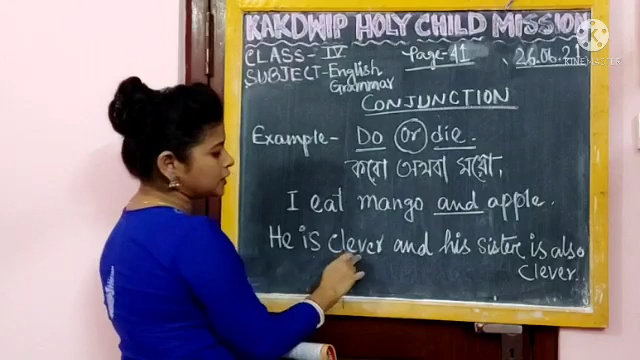 KAKDWIP HOLY CHILD MISSION
CLASS- IV Page-41 26.06.21
SUBJECT-English
Grammar
CONJUNCTION
Example- Do or die.
করো অথবা মরো.
I eat mango and apple.
He is clever and his sistere is also
clever.
KINEMASTER